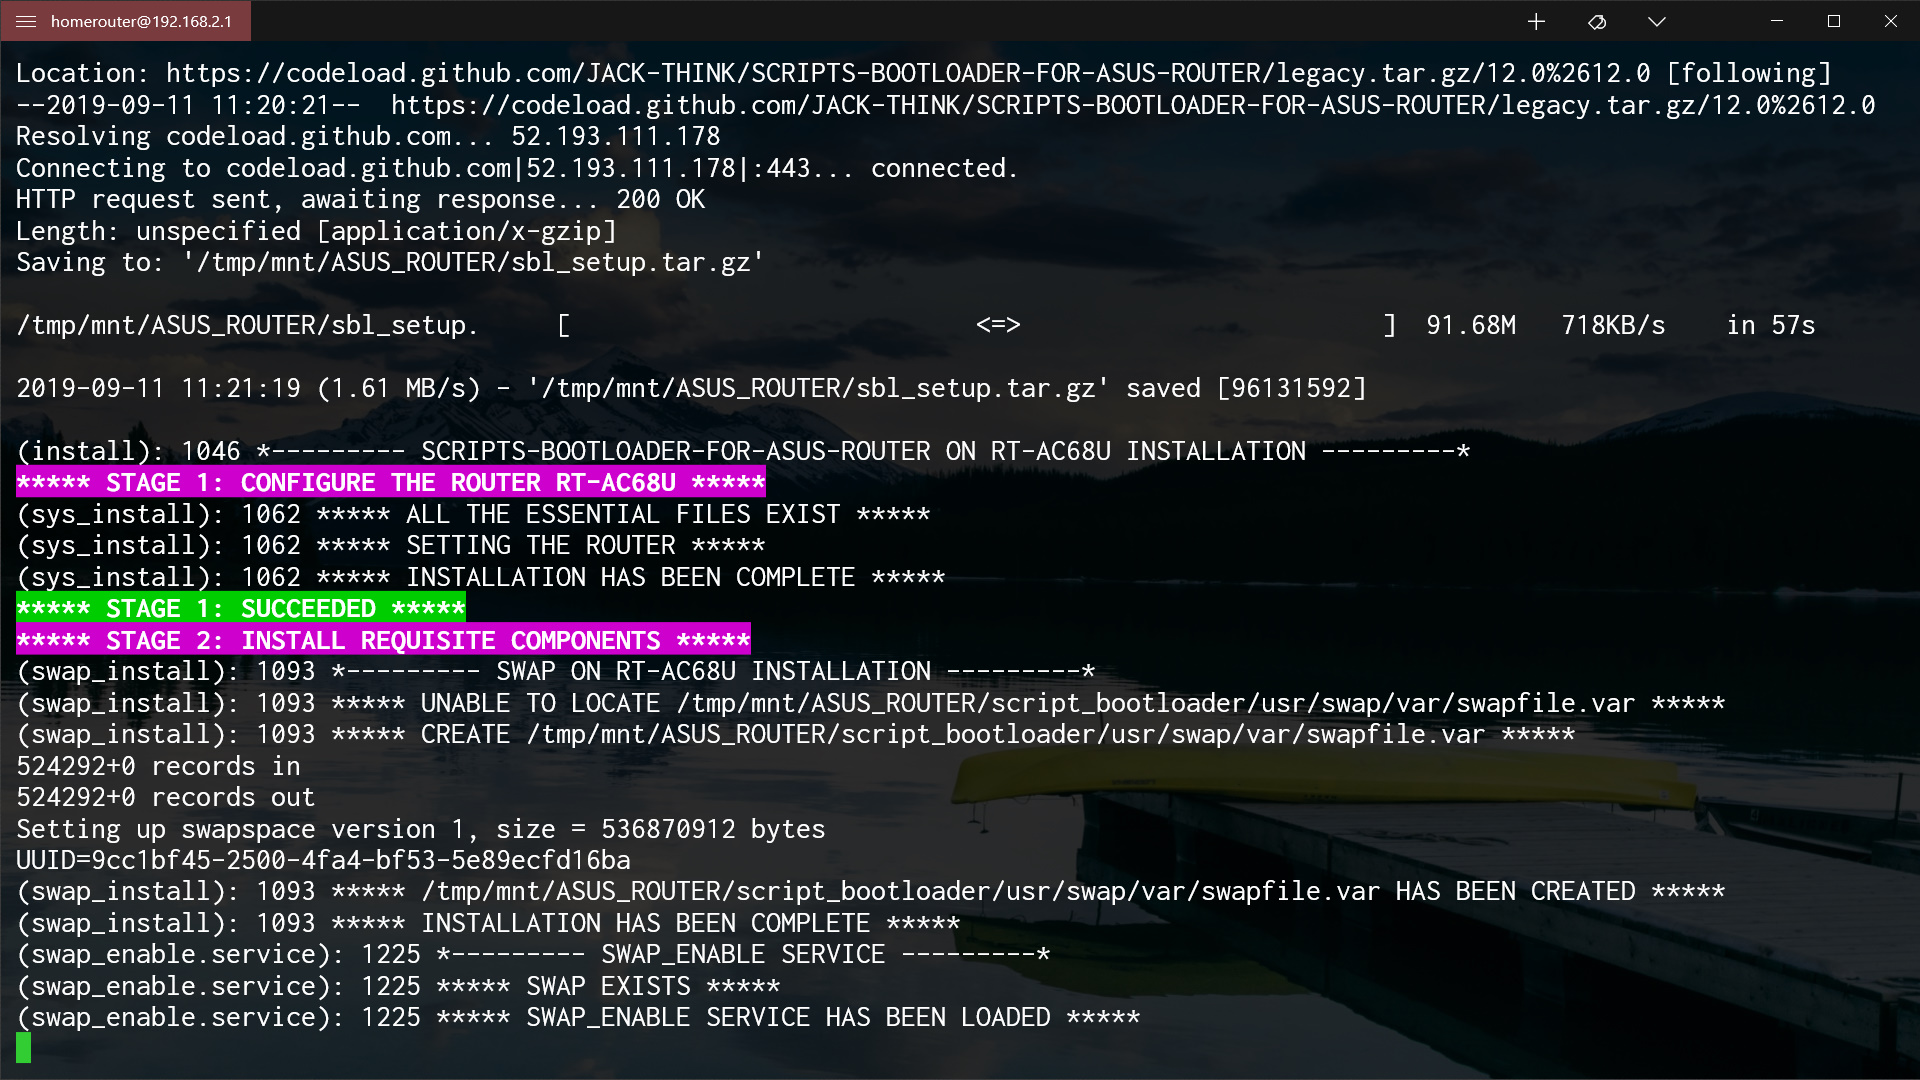 homerouter@192.168.2.1
Location: https://codeload.github.com/JACK-THINK/SCRIPTS-BOOTLOADER-FOR-ASUS-ROUTER/legacy.tar.gz/12.0%2612.0 [following]
--2019-09-11 11:20:21--  https://codeload.github.com/JACK-THINK/SCRIPTS-BOOTLOADER-FOR-ASUS-ROUTER/legacy.tar.gz/12.0%2612.0
Resolving codeload.github.com... 52.193.111.178
Connecting to codeload.github.com|52.193.111.178|:443... connected.
HTTP request sent, awaiting response... 200 OK
Length: unspecified [application/x-gzip]
Saving to: '/tmp/mnt/ASUS_ROUTER/sbl_setup.tar.gz'
/tmp/mnt/ASUS_ROUTER/sbl_setup.     [                           <=>                        ]  91.68M   718KB/s    in 57s
2019-09-11 11:21:19 (1.61 MB/s) - '/tmp/mnt/ASUS_ROUTER/sbl_setup.tar.gz' saved [96131592]
(install): 1046 *--------- SCRIPTS-BOOTLOADER-FOR-ASUS-ROUTER ON RT-AC68U INSTALLATION ---------*
***** STAGE 1: CONFIGURE THE ROUTER RT-AC68U *****
(sys_install): 1062 ***** ALL THE ESSENTIAL FILES EXIST *****
(sys_install): 1062 ***** SETTING THE ROUTER *****
(sys_install): 1062 ***** INSTALLATION HAS BEEN COMPLETE *****
***** STAGE 1: SUCCEEDED *****
***** STAGE 2: INSTALL REQUISITE COMPONENTS *****
(swap_install): 1093 *--------- SWAP ON RT-AC68U INSTALLATION ---------*
(swap_install): 1093 ***** UNABLE TO LOCATE /tmp/mnt/ASUS_ROUTER/script_bootloader/usr/swap/var/swapfile.var *****
(swap_install): 1093 ***** CREATE /tmp/mnt/ASUS_ROUTER/script_bootloader/usr/swap/var/swapfile.var *****
524292+0 records in
524292+0 records out
Setting up swapspace version 1, size = 536870912 bytes
UUID=9cc1bf45-2500-4fa4-bf53-5e89ecfd16ba
(swap_install): 1093 ***** /tmp/mnt/ASUS_ROUTER/script_bootloader/usr/swap/var/swapfile.var HAS BEEN CREATED *****
(swap_install): 1093 ***** INSTALLATION HAS BEEN COMPLETE *****
(swap_enable.service): 1225 *--------- SWAP_ENABLE SERVICE ---------*
(swap_enable.service): 1225 ***** SWAP EXISTS *****
(swap_enable.service): 1225 ***** SWAP_ENABLE SERVICE HAS BEEN LOADED *****